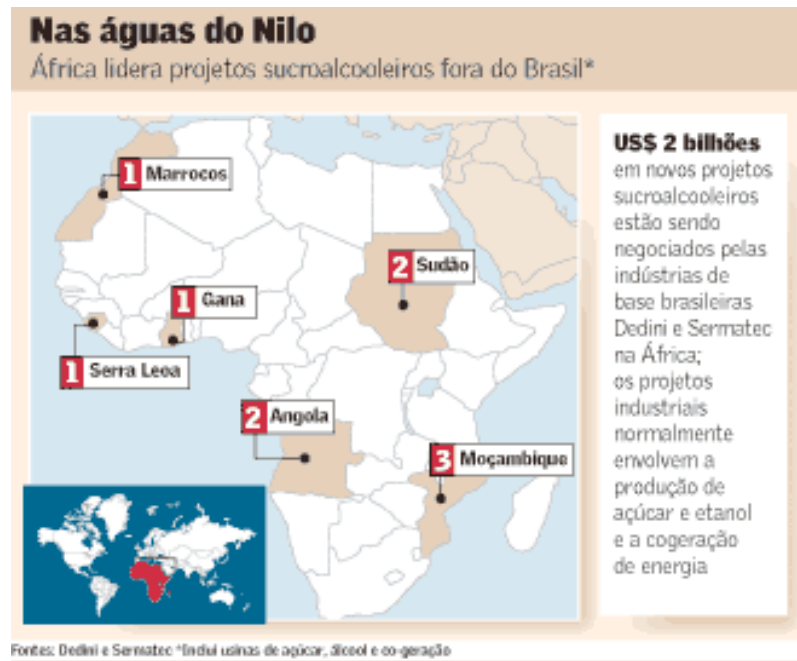 Nas águas do Nilo
África lidera projetos sucroalcooleiros fora do Brasil*
1 Marrocos
2 Sudão
1 Gana
1 Serra Leoa
2 Angola
3 Moçambique
US$ 2 bilhões
em novos projetos
sucroalcooleiros
estão sendo
negociados pelas
indústrias de
base brasileiras
Dedini e Sermatec
na África;
os projetos
industriais
normalmente
envolvem a
produção de
açúcar e etanol
e a cogeração
de energia
Fontes: Dedini e Sermatec *Inclui usinas de açúcar, álcool e co-geração